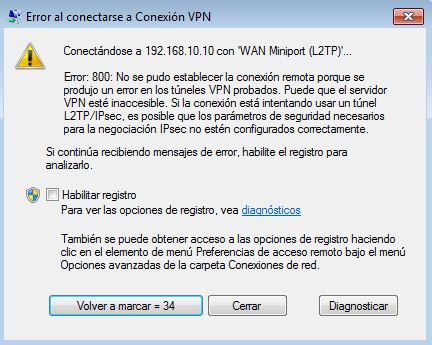 Error al conectarse a Conexión VPN
Conectándose a 192.168.10.10 con 'WAN Miniport (L2TP)'...
Error: 800: No se pudo establecer la conexión remota porque se
produjo un error en los túneles VPN probados. Puede que el servidor
VPN esté inaccesible. Si la conexión está intentando usar un túnel
L2TP/IPsec, es posible que los parámetros de seguridad necesarios
para la negociación IPsec no estén configurados correctamente.
Si continúa recibiendo mensajes de error, habilite el registro para
analizarlo.
Habilitar registro
Para ver las opciones de registro, vea diagnósticos
También se puede obtener acceso a las opciones de registro haciendo
clic en el elemento de menú Preferencias de acceso remoto bajo el menú
Opciones avanzadas de la carpeta Conexiones de red.
Volver a marcar = 34
Cerrar
Diagnosticar